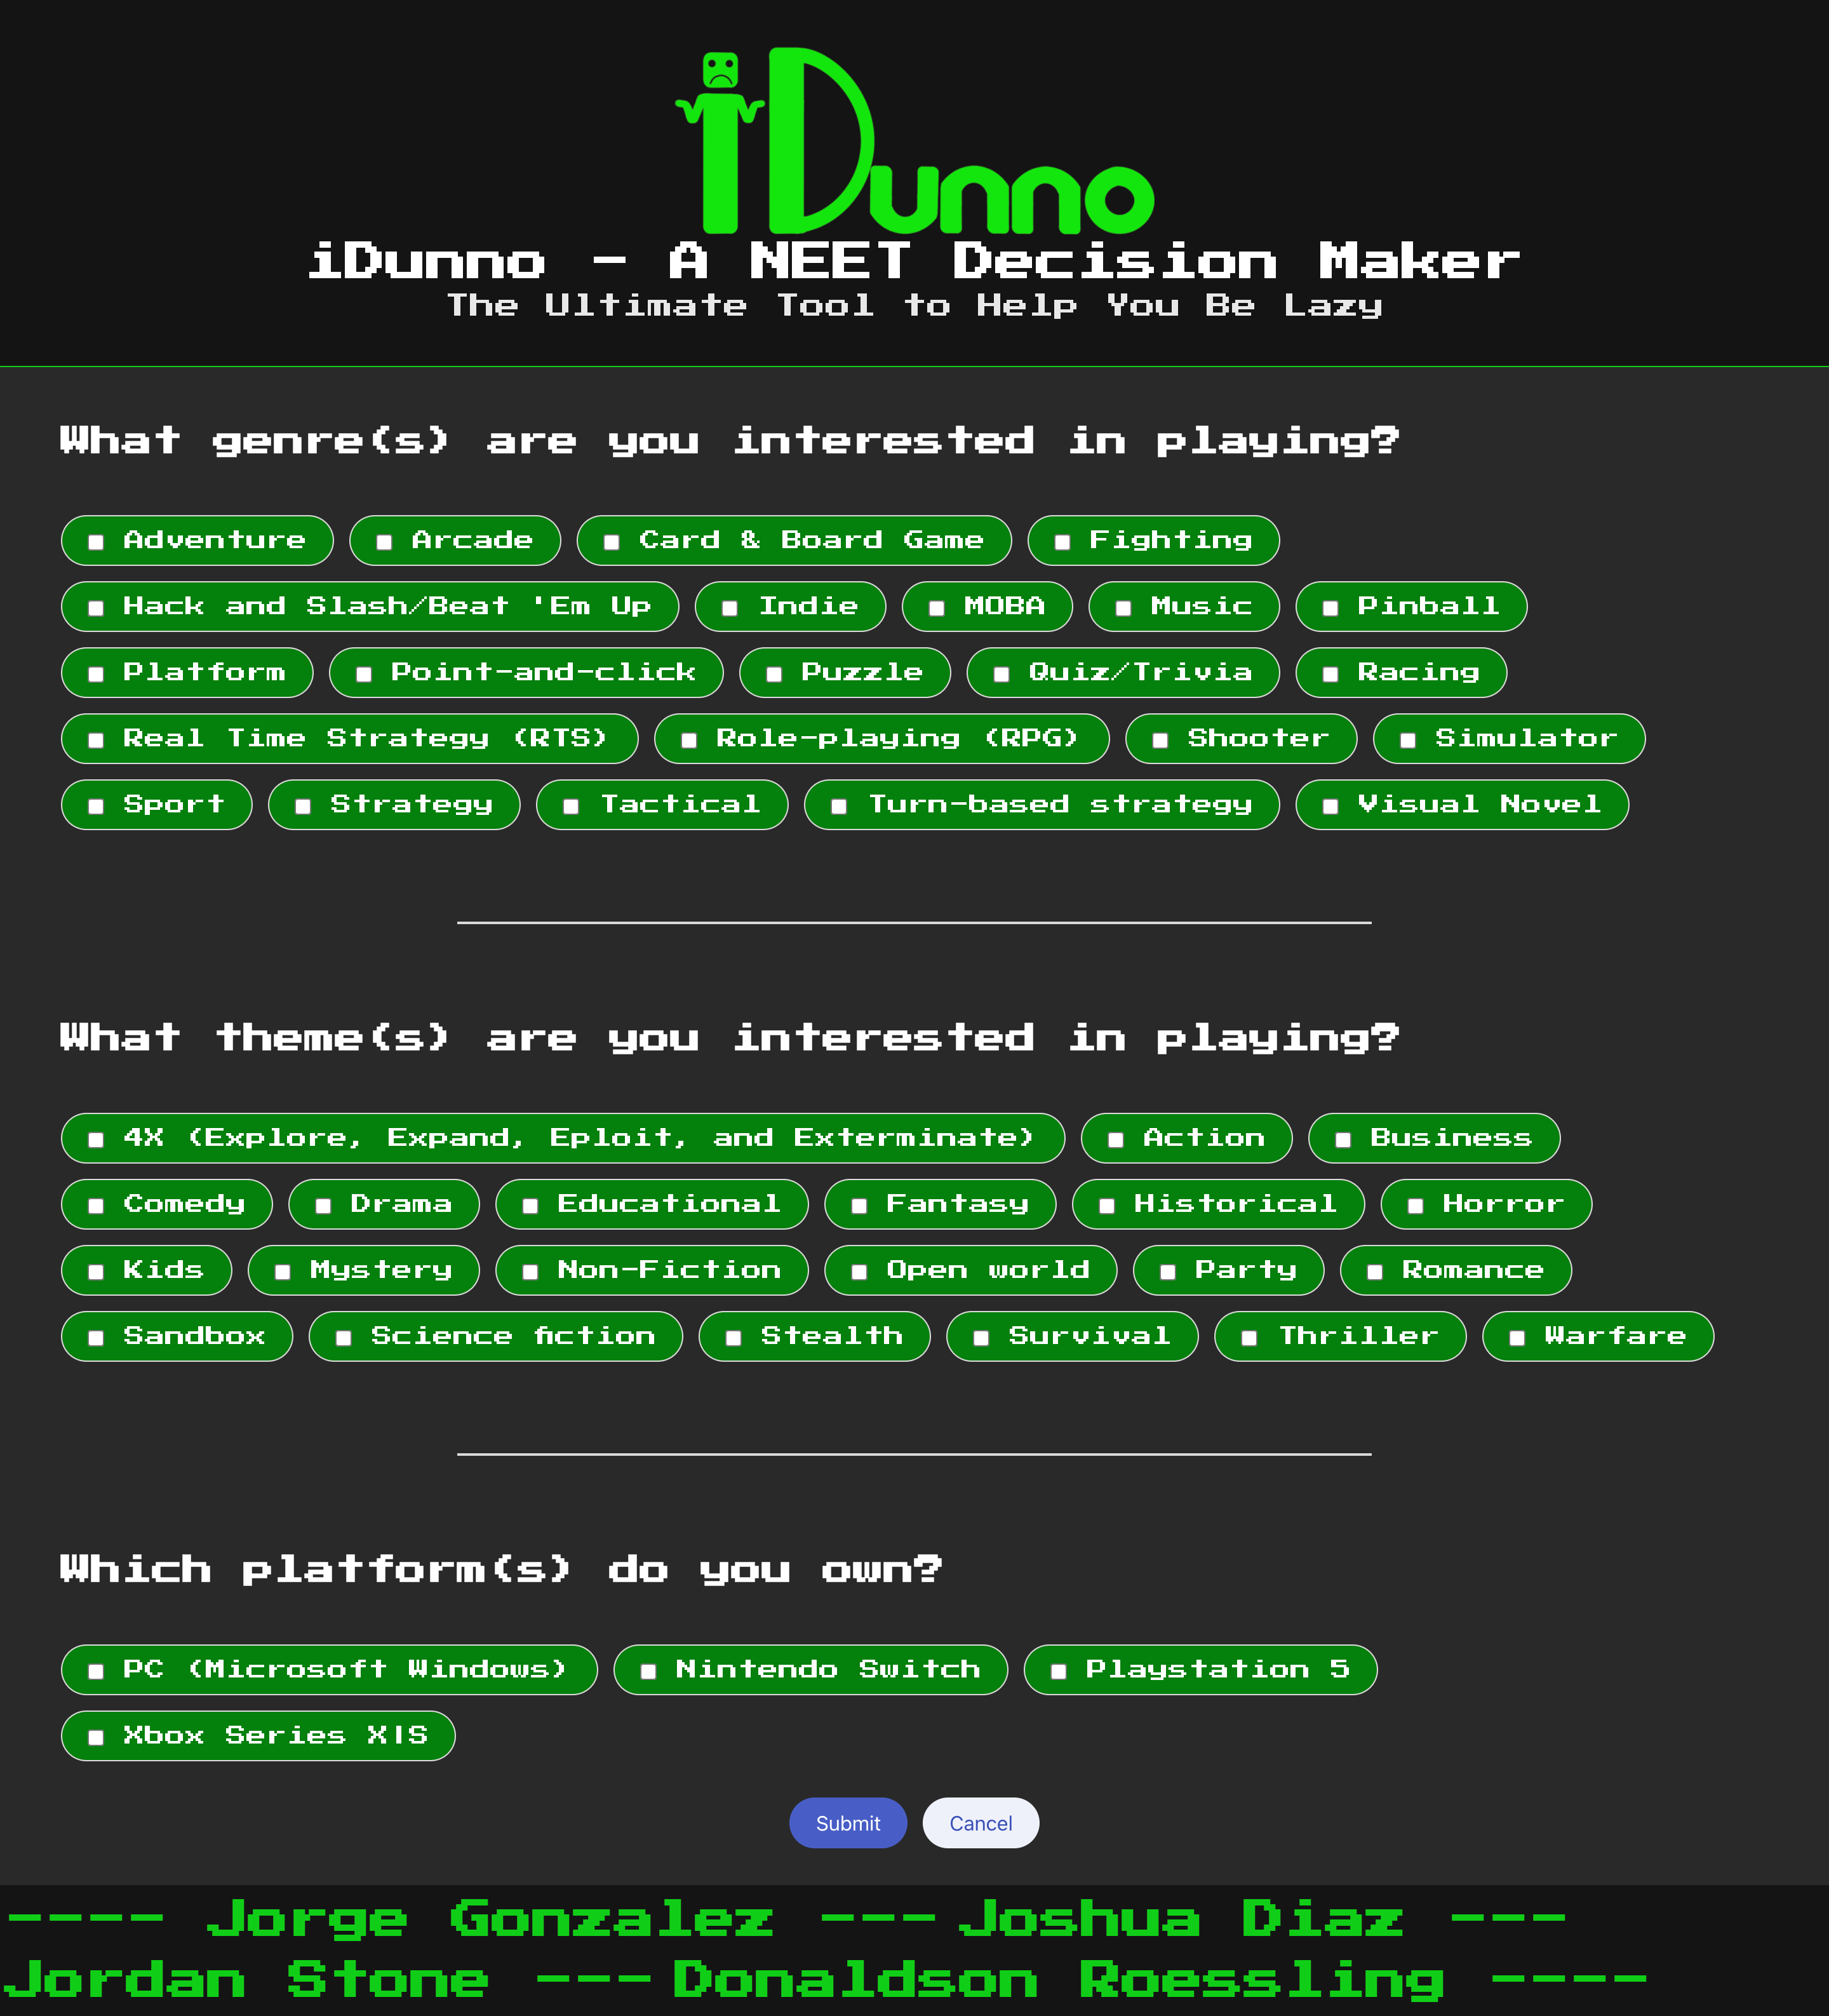 iDunno
iDunno - A NEET Decision Maker
The Ultimate Tool to Help You Be Lazy
What genre(s) are you interested in playing?
Adventure Arcade Card & Board Game Fighting
Hack and Slash/Beat 'Em Up Indie MOBA Music Pinball
Platform Point-and-click Puzzle Quiz/Trivia Racing
Real Time Strategy (RTS) Role-playing (RPG) Shooter Simulator
Sport Strategy Tactical Turn-based strategy Visual Novel
What theme(s) are you interested in playing?
4X (Explore, Expand, Eploit, and Exterminate) Action Business
Comedy Drama Educational Fantasy Historical Horror
Kids Mystery Non-Fiction Open world Party Romance
Sandbox Science fiction Stealth Survival Thriller Warfare
Which platform(s) do you own?
PC (Microsoft Windows) Nintendo Switch Playstation 5
Xbox Series X|S
Submit Cancel
---- Jorge Gonzalez --- Joshua Diaz ---
Jordan Stone --- Donaldson Roessling ----